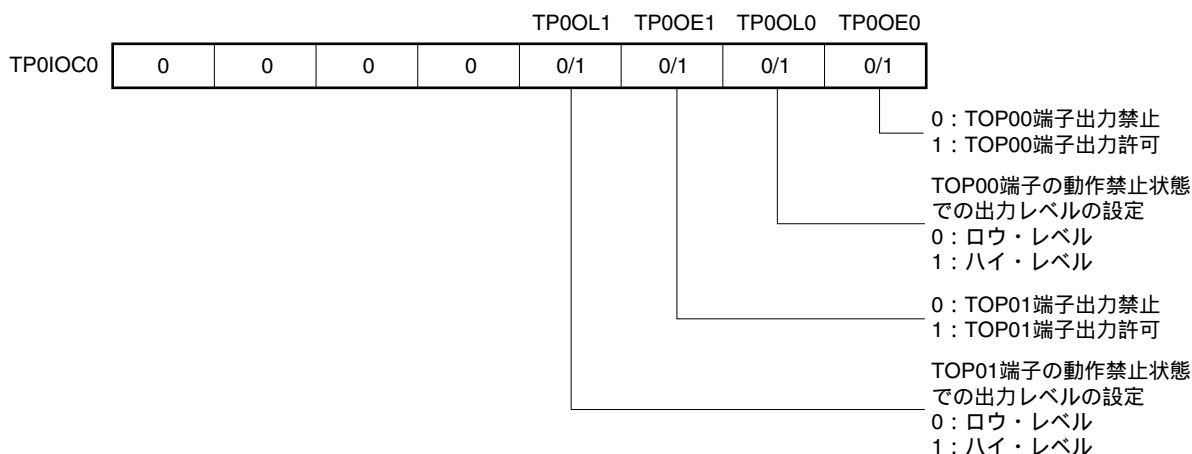 TP0OL1 TP0OE1 TP0OL0 TP0OE0
TP0IOC0 0 0 0 0 0/1 0/1 0/1 0/1
0：TOP00端子出力禁止
1：TOP00端子出力許可
TOP00端子の動作禁止状態
での出力レベルの設定
0：ロウ・レベル
1：ハイ・レベル
0：TOP01端子出力禁止
1：TOP01端子出力許可
TOP01端子の動作禁止状態
での出力レベルの設定
0：ロウ・レベル
1：ハイ・レベル